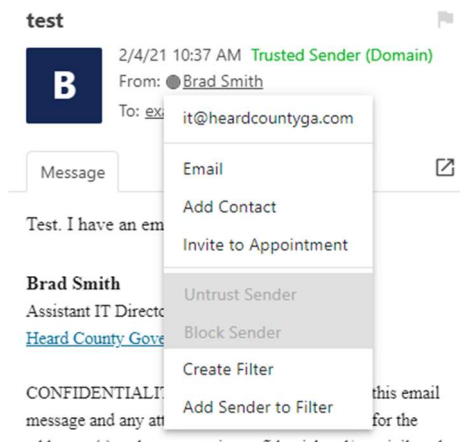 test
B
2/4/21 10:37 AM Trusted Sender (Domain)
From: Brad Smith
To:
it@heardcountyga.com
Email
Add Contact
Invite to Appointment
Untrust Sender
Block Sender
Create Filter
Add Sender to Filter
Message
Test. I have an em
Brad Smith
Assistant IT Directo
Heard County Gove
CONFIDENTIALI this email
message and any att for the